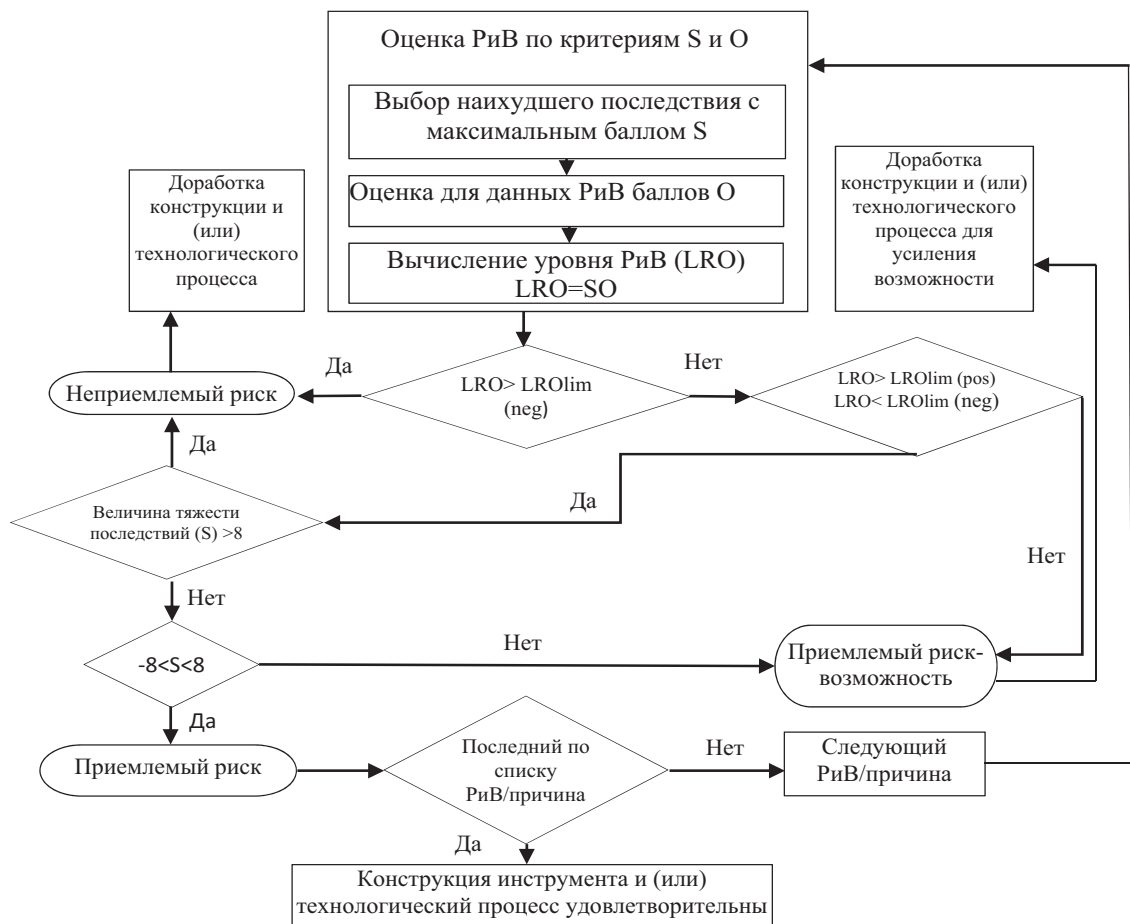 Оценка РиВ по критериям S и O
Выбор наихудшего последствия с
максимальным баллом S
Оценка для данных РиВ баллов О
Вычисление уровня РиВ (LRO)
LRO=SO
Доработка
конструкции и
(или)
технологического
процесса
Доработка
конструкции и (или)
технологического
процесса для
усиления
возможности
Да
Нет
Неприемлемый риск
LRO> LROlim
(neg)
LRO> LROlim (pos)
LRO< LROlim (neg)
Да
Да
Величина тяжести
последствий (S) >8
Нет
Нет
-8<S<8
Нет
Приемлемый риск-
возможность
Да
Приемлемый риск
Последний по
списку
РиВ/причина
Нет
Следующий
РиВ/причина
Да
Конструкция инструмента и (или)
технологический процесс удовлетворительны